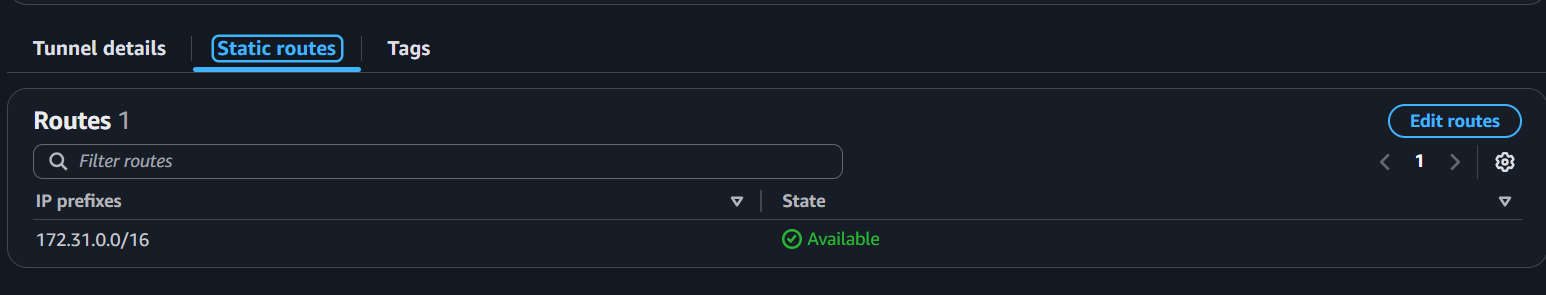 Tunnel details
Static routes
Tags
Routes 1
Edit routes
Filter routes
1
IP prefixes
State
172.31.0.0/16
Available